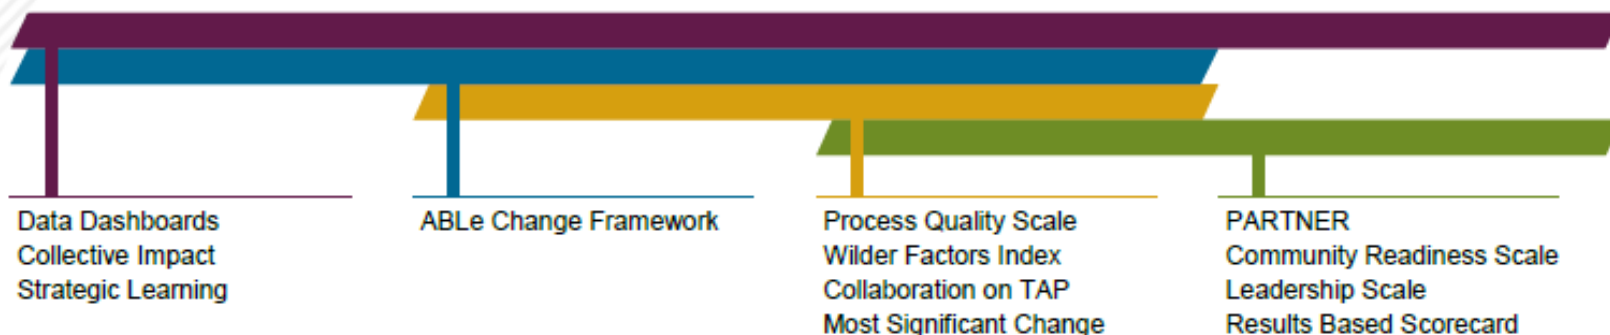 Data Dashboards
Collective Impact
Strategic Learning
ABLe Change Framework
Process Quality Scale
Wilder Factors Index
Collaboration on TAP
Most Significant Change
PARTNER
Community Readiness Scale
Leadership Scale
Results Based Scorecard